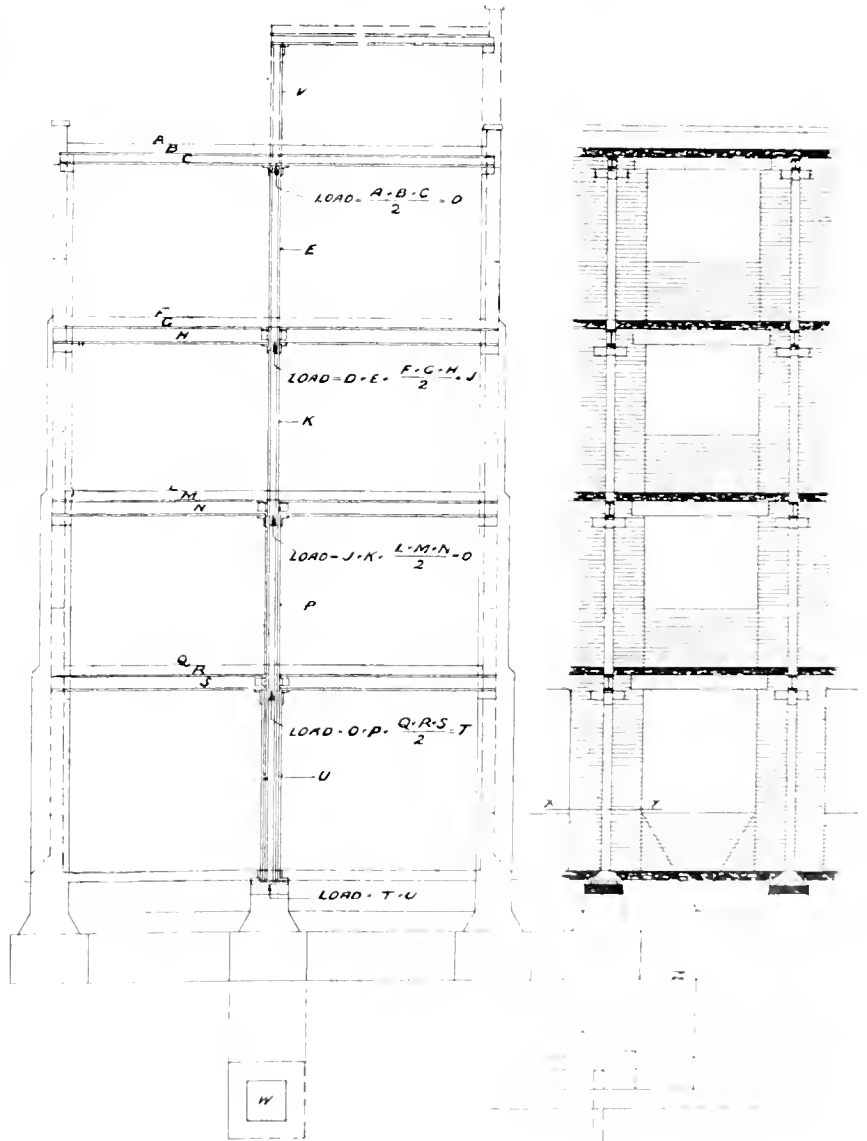 V
A
B
C
LOAD = A+B+C / 2 = D
E
F
G
H
LOAD = D+E+ F+G+H / 2 = J
K
L
M
N
LOAD = J+K+ L+M+N / 2 = O
P
Q
R
S
LOAD = O+P+ Q+R+S / 2 = T
U
X
Y
LOAD = T+U
W